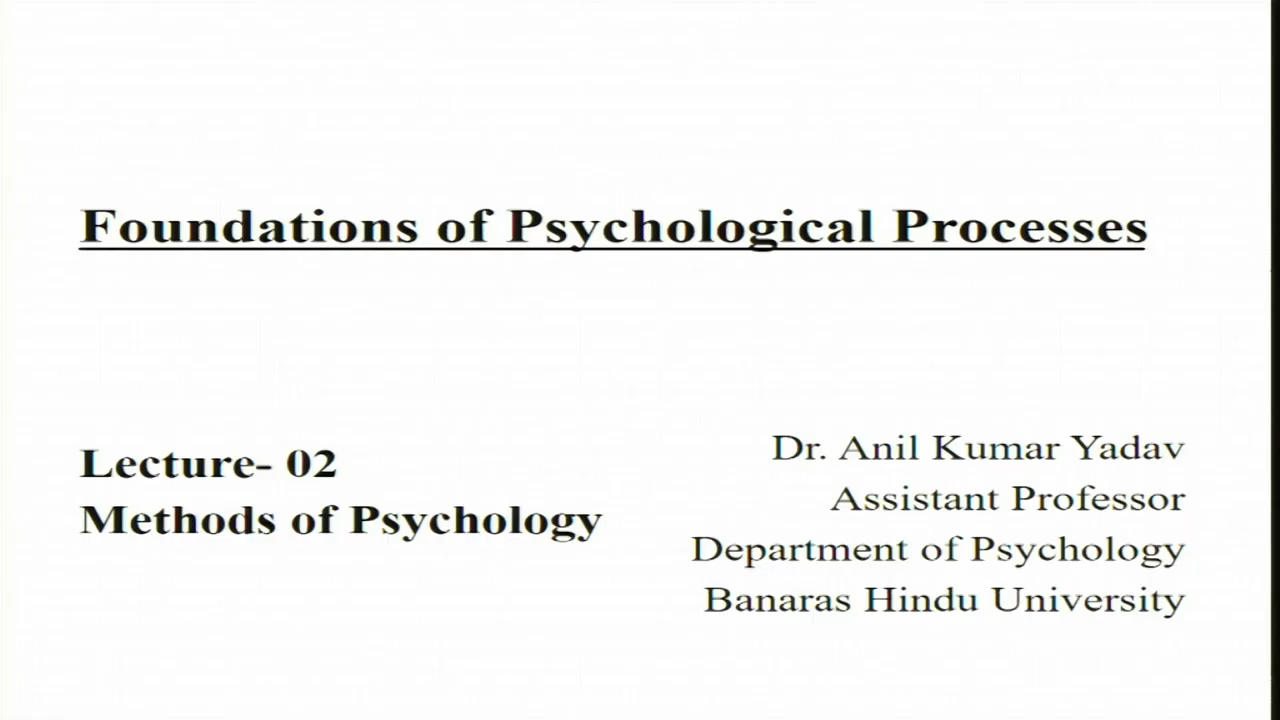 Foundations of Psychological Processes
Lecture- 02
Methods of Psychology
Dr. Anil Kumar Yadav
Assistant Professor
Department of Psychology
Banaras Hindu University